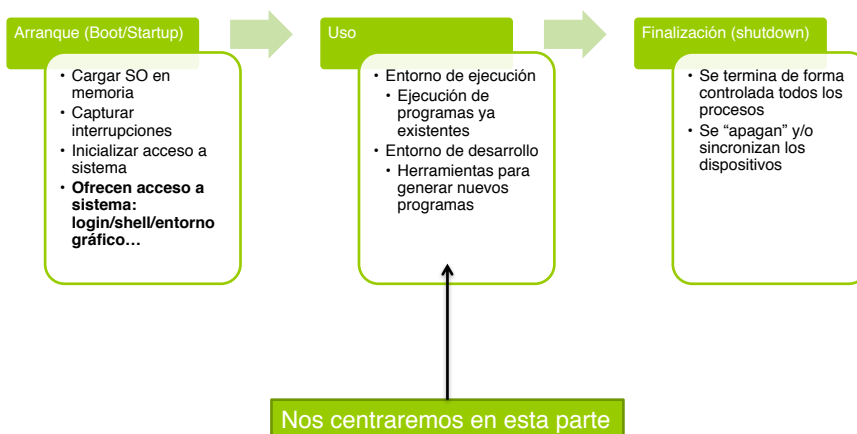 Arranque (Boot/Startup)
• Cargar SO en
memoria
• Capturar
interrupciones
• Inicializar acceso a
sistema
• Ofrecen acceso a
sistema:
login/shell/entorno
gráfico…
Uso
• Entorno de ejecución
• Ejecución de
programas ya
existentes
• Entorno de desarrollo
• Herramientas para
generar nuevos
programas
Finalización (shutdown)
• Se termina de forma
controlada todos los
procesos
• Se “apagan” y/o
sincronizan los
dispositivos
Nos centraremos en esta parte